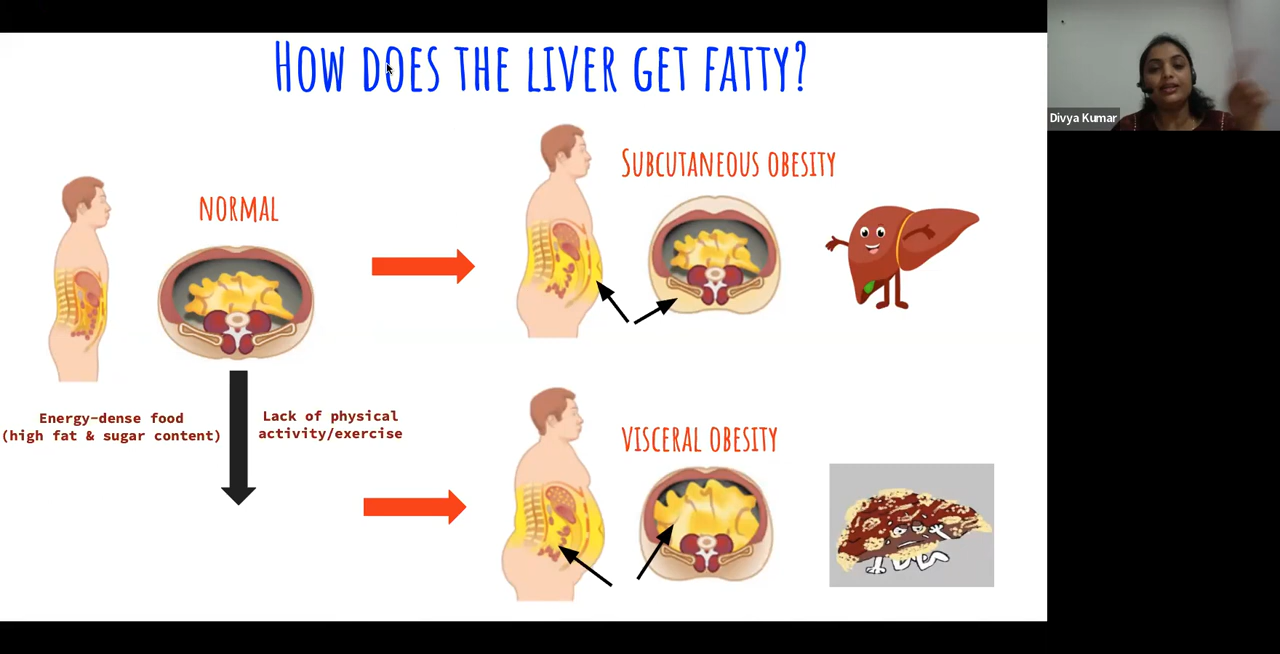 HOW DOES THE LIVER GET FATTY?
Divya Kumar
NORMAL
SUBCUTANEOUS OBESITY
Energy-dense food
(high fat & sugar content)
Lack of physical
activity/exercise
VISCERAL OBESITY